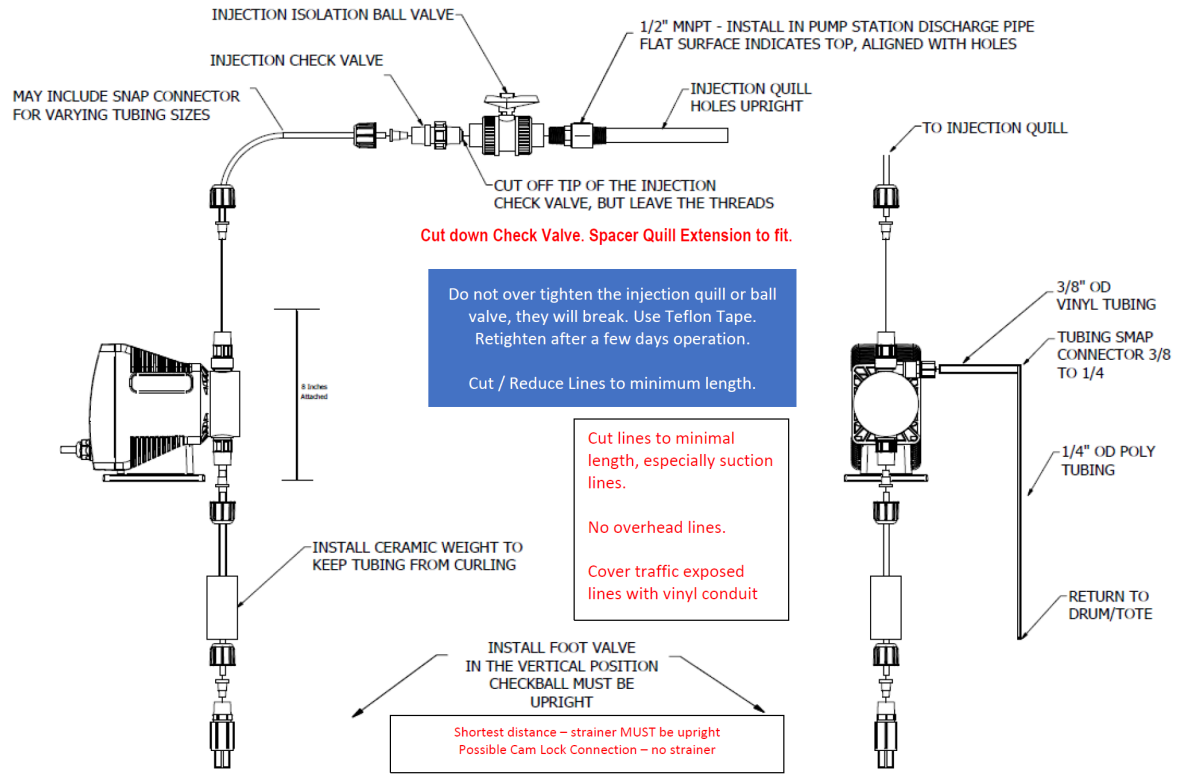 INJECTION ISOLATION BALL VALVE
1/2" MNPT - INSTALL IN PUMP STATION DISCHARGE PIPE
FLAT SURFACE INDICATES TOP, ALIGNED WITH HOLES
INJECTION CHECK VALVE
MAY INCLUDE SNAP CONNECTOR
FOR VARYING TUBING SIZES
INJECTION QUILL
HOLES UPRIGHT
TO INJECTION QUILL
CUT OFF TIP OF THE INJECTION
CHECK VALVE, BUT LEAVE THE THREADS
Cut down Check Valve. Spacer Quill Extension to fit.
Do not over tighten the injection quill or ball
valve, they will break. Use Teflon Tape.
Retighten after a few days operation.
Cut / Reduce Lines to minimum length.
3/8" OD
VINYL TUBING
TUBING SMAP
CONNECTOR 3/8
TO 1/4
8 Inches
Attached
Cut lines to minimal
length, especially suction
lines.
No overhead lines.
Cover traffic exposed
lines with vinyl conduit
1/4" OD POLY
TUBING
INSTALL CERAMIC WEIGHT TO
KEEP TUBING FROM CURLING
RETURN TO
DRUM/TOTE
INSTALL FOOT VALVE
IN THE VERTICAL POSITION
CHECKBALL MUST BE
UPRIGHT
Shortest distance – strainer MUST be upright
Possible Cam Lock Connection – no strainer